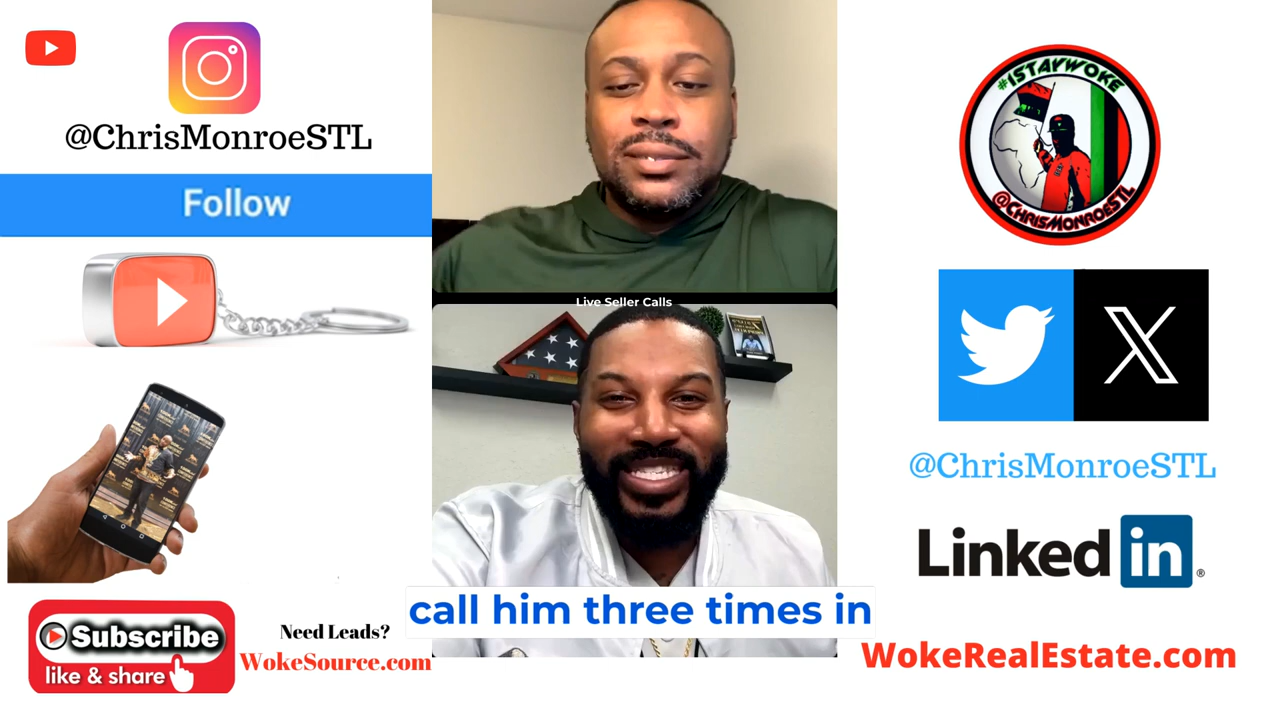 @ChrisMonroeSTL
Follow
Subscribe
like & share
Need Leads?
WokeSource.com
Live Seller Calls
call him three times in
#ISTAYWOKE
@CHRISMONROESTL
@ChrisMonroeSTL
Linked in®
WokeRealEstate.com